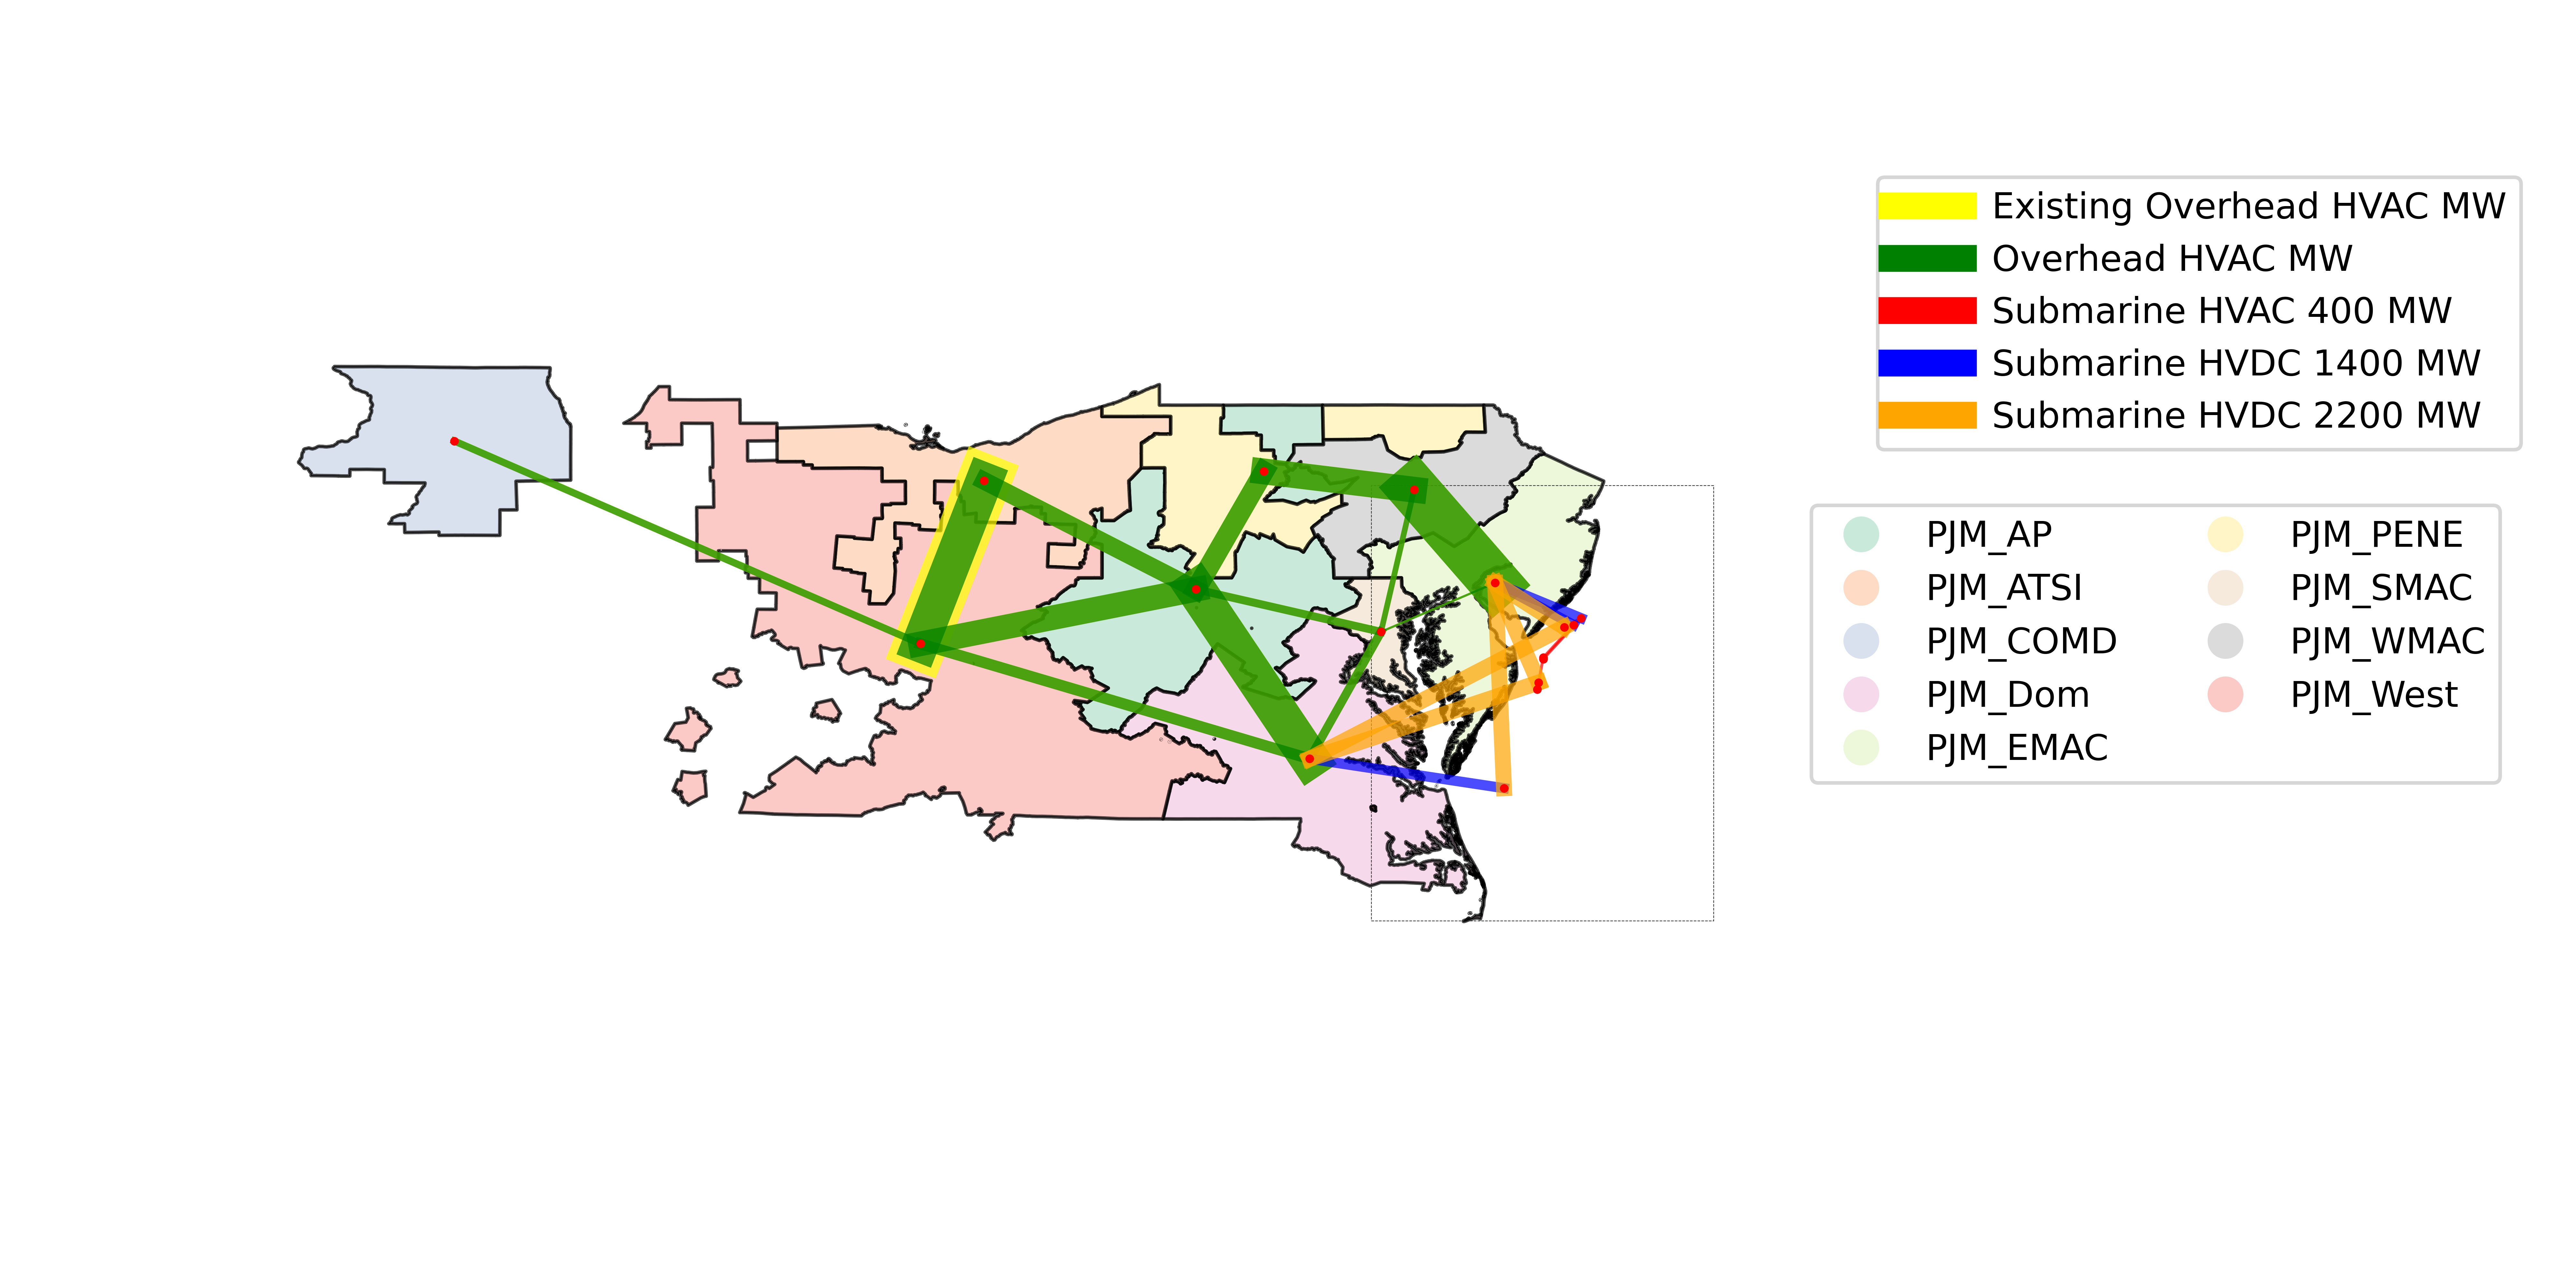 Existing Overhead HVAC MW
Overhead HVAC MW
Submarine HVAC 400 MW
Submarine HVDC 1400 MW
Submarine HVDC 2200 MW
PJM_AP
PJM_ATSI
PJM_COMD
PJM_Dom
PJM_EMAC
PJM_PENE
PJM_SMAC
PJM_WMAC
PJM_West